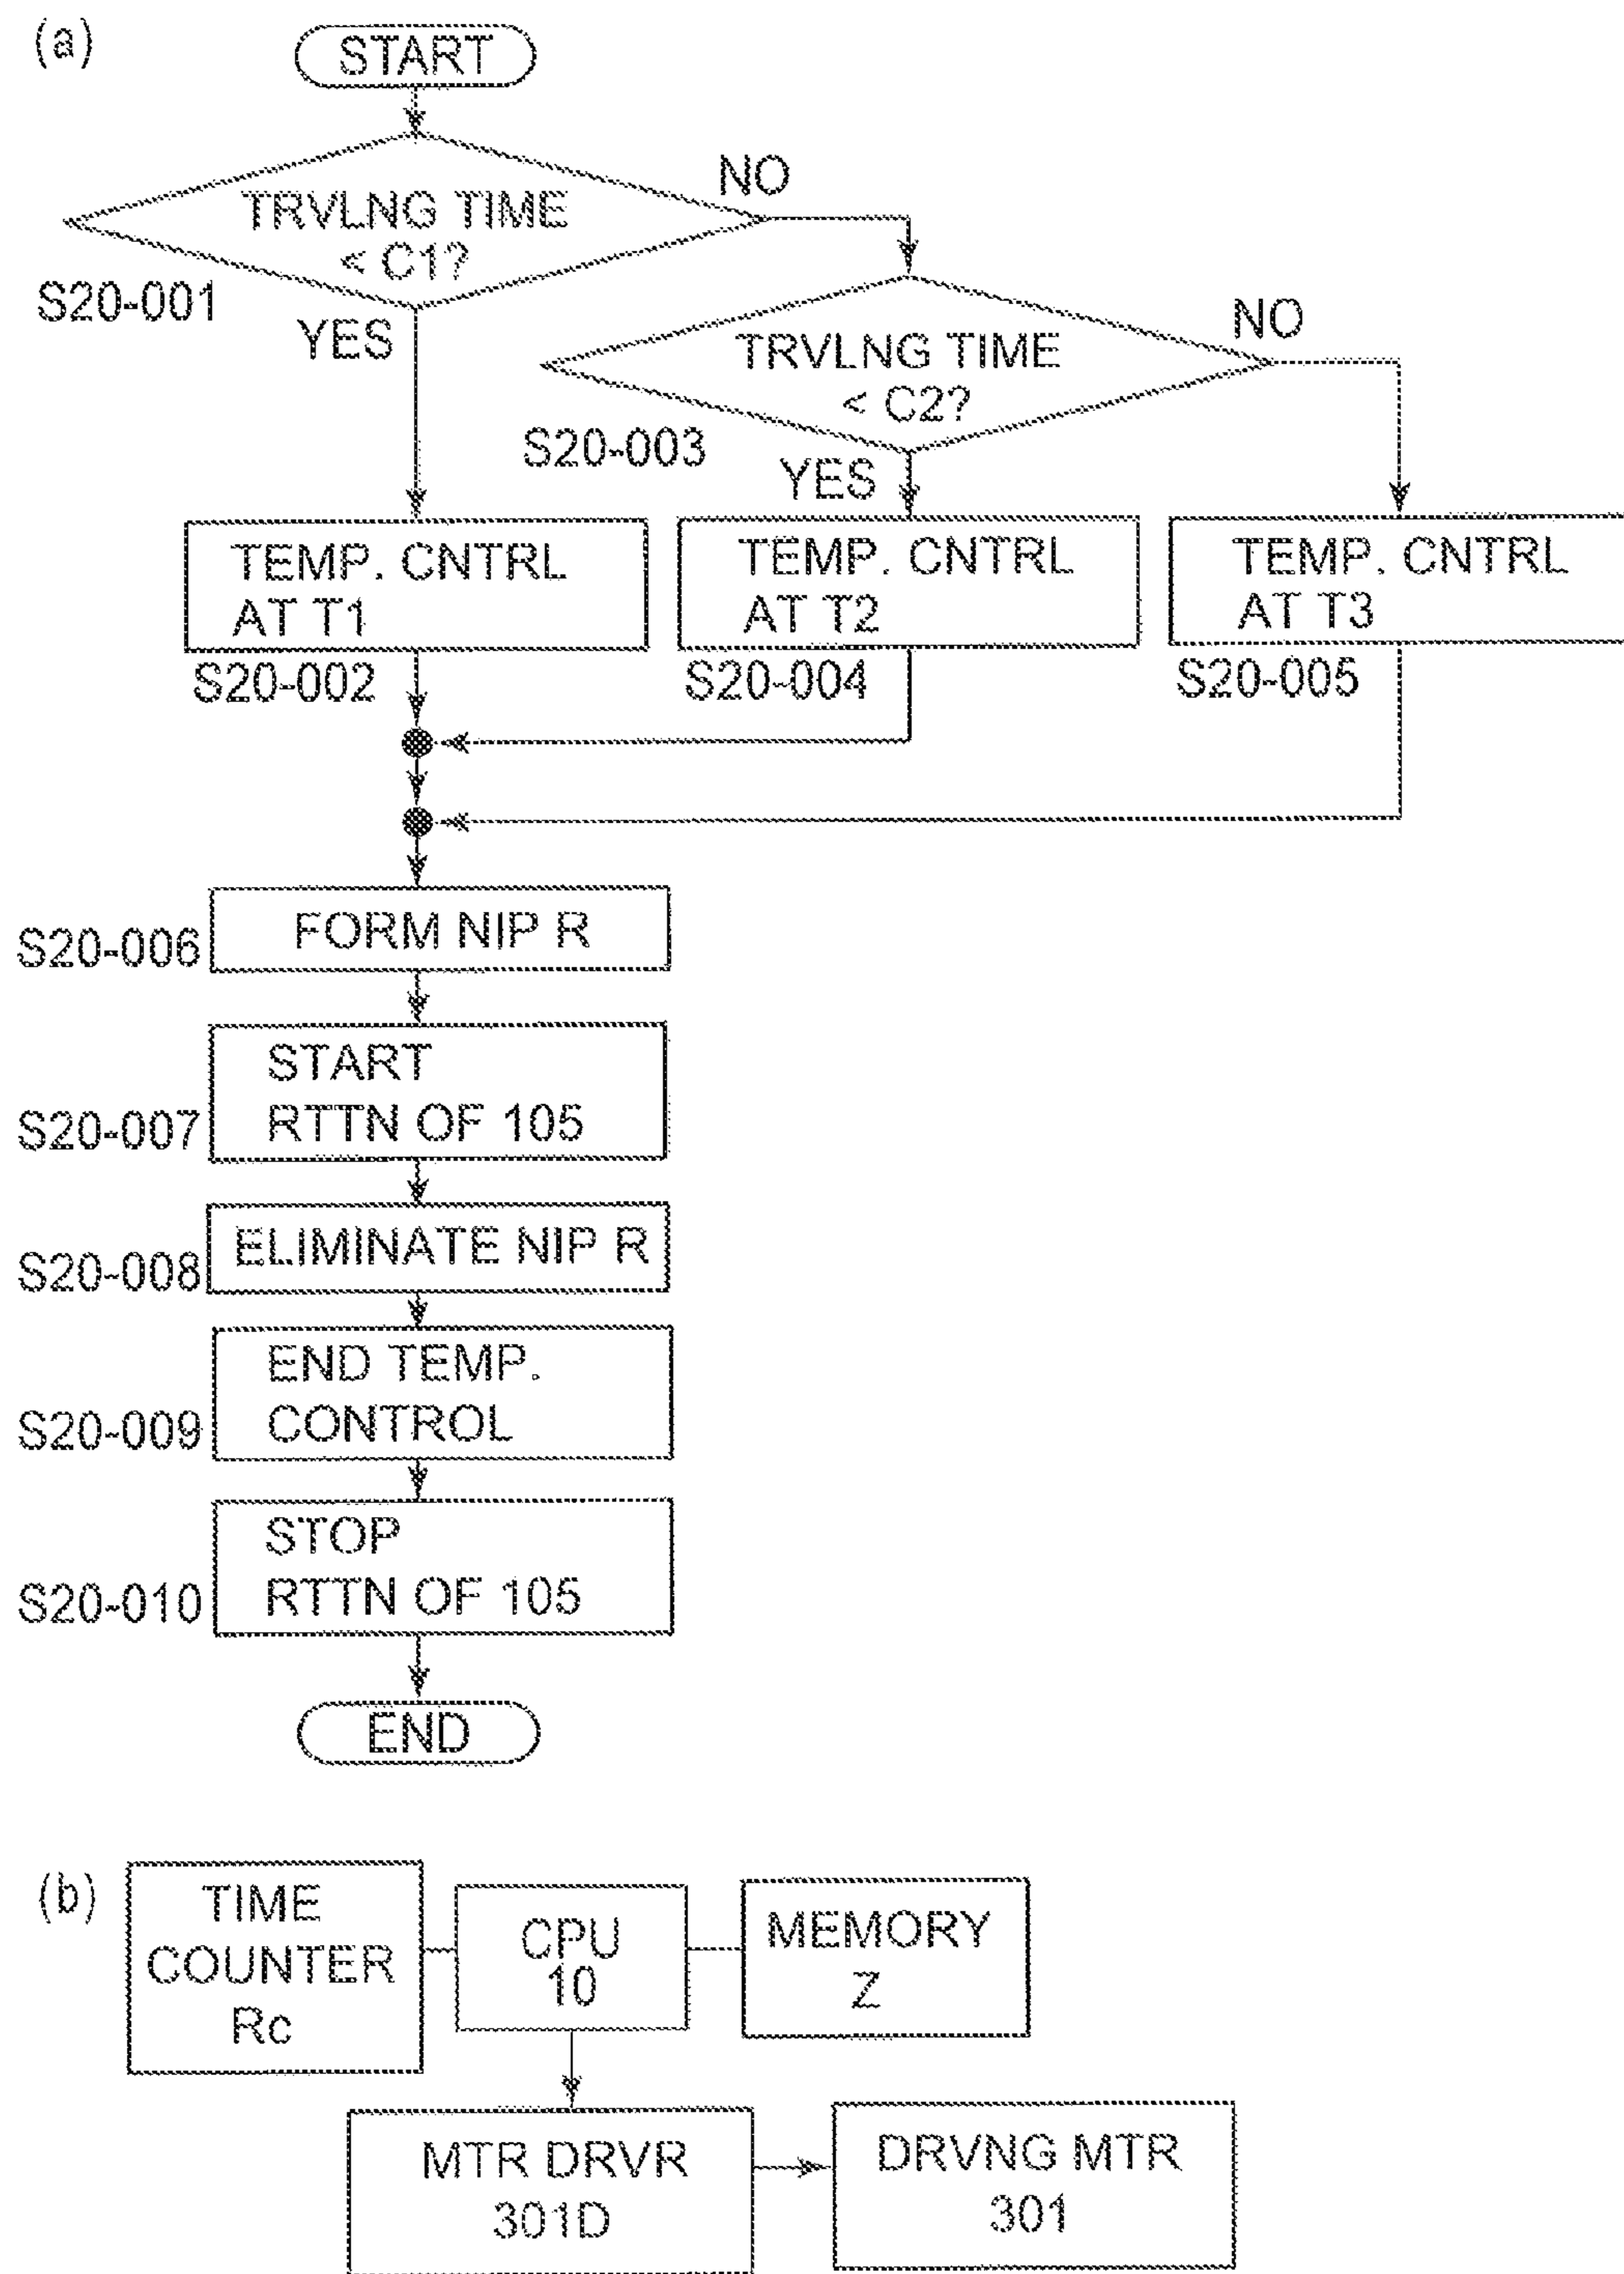 (a)
START
TRVLNG TIME
< C1?
NO
S20-001
YES
TRVLNG TIME
< C2?
NO
S20-003
YES
TEMP. CNTRL
AT T1
S20-002
TEMP. CNTRL
AT T2
S20-004
TEMP. CNTRL
AT T3
S20-005
FORM NIP R
S20-006
START
RTTN OF 105
S20-007
ELIMINATE NIP R
S20-008
END TEMP.
CONTROL
S20-009
STOP
RTTN OF 105
S20-010
END
(b)
TIME
COUNTER
Rc
CPU
10
MEMORY
Z
MTR DRVR
301D
DRVNG MTR
301